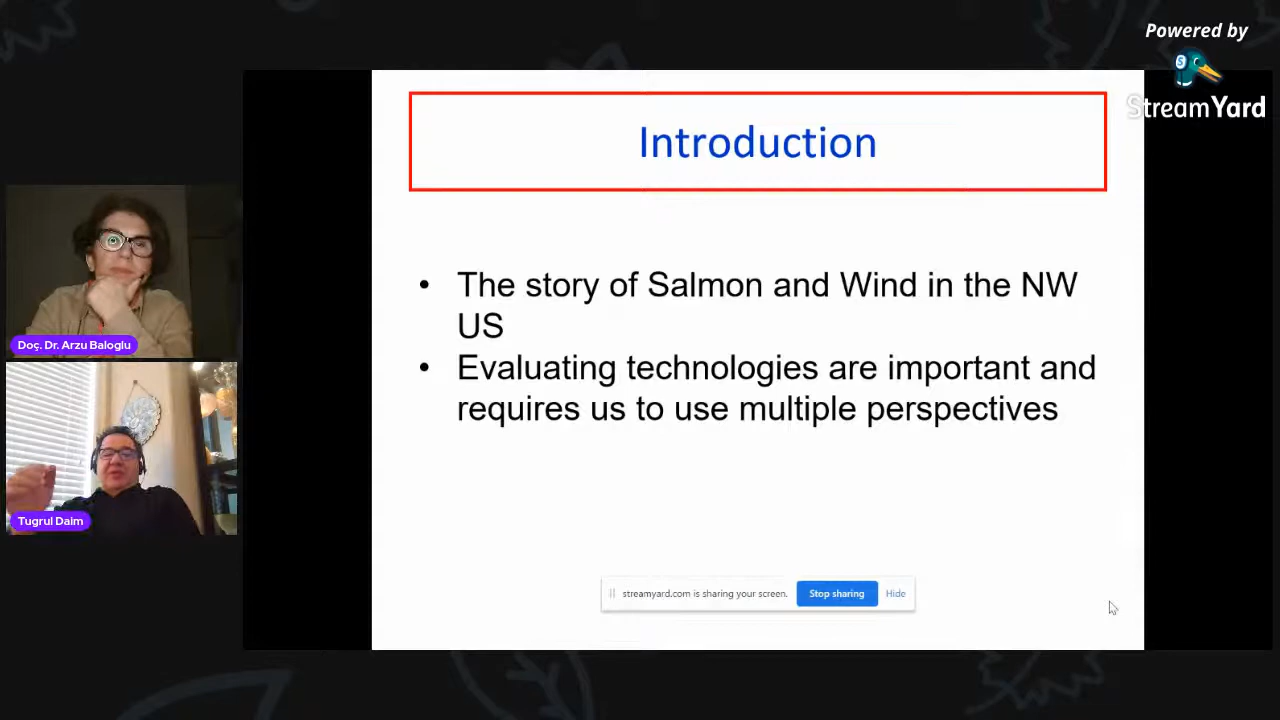 Powered by
StreamYard
Introduction
• The story of Salmon and Wind in the NW
US
• Evaluating technologies are important and
requires us to use multiple perspectives
Doç. Dr. Arzu Baloglu
Tugrul Daim
streamyard.com is sharing your screen.
Stop sharing
Hide